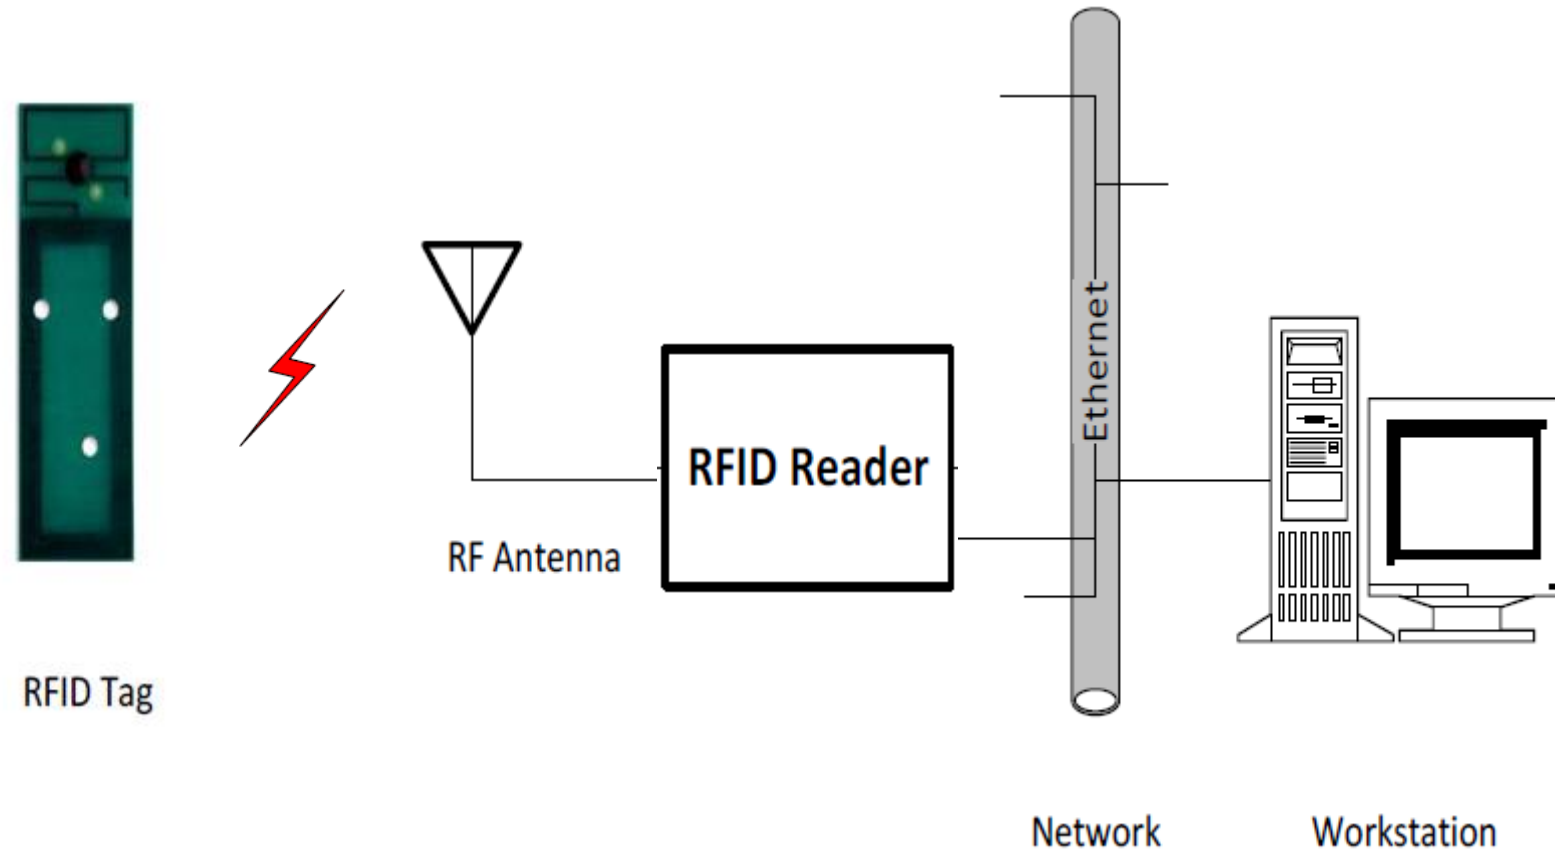 Ethernet
RFID Reader
RF Antenna
RFID Tag
Network
Workstation